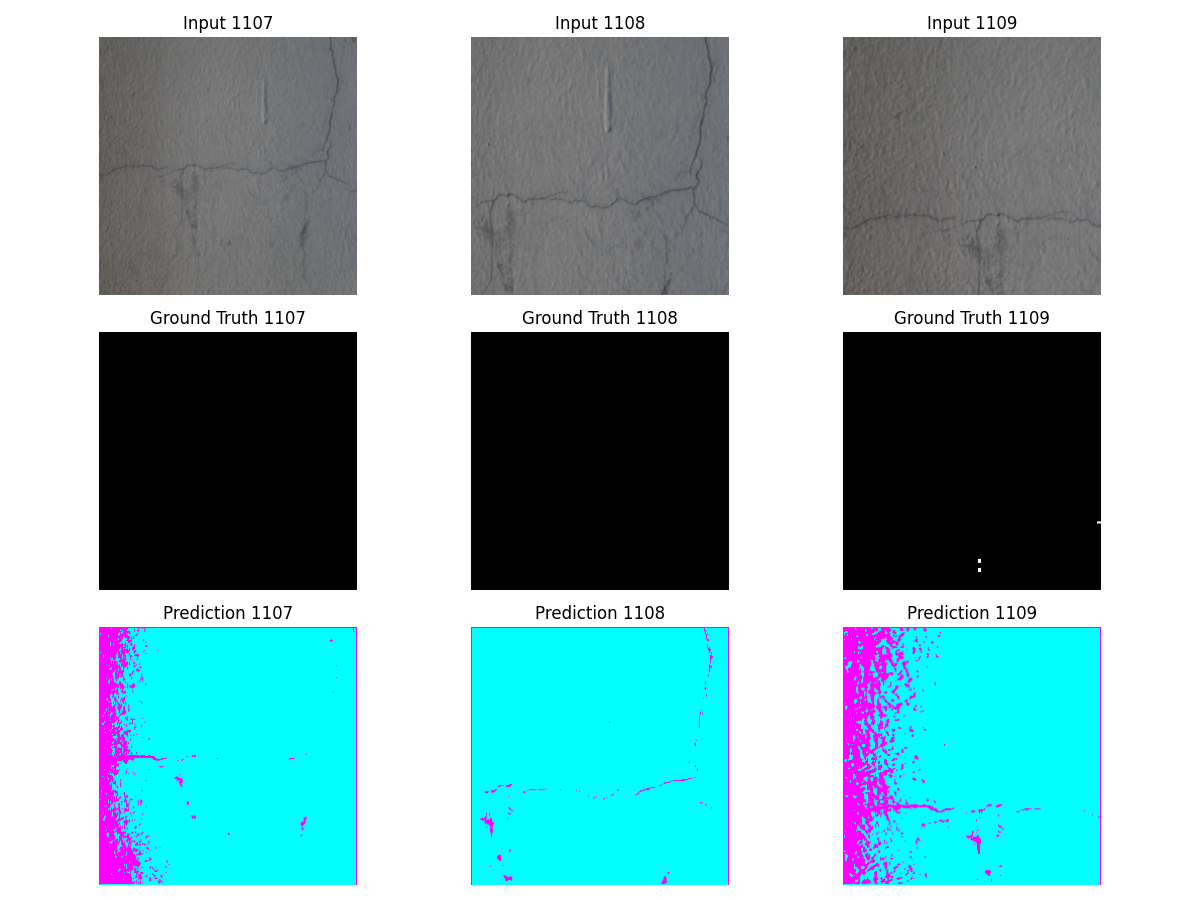 Input 1107
Input 1108
Input 1109
Ground Truth 1107
Ground Truth 1108
Ground Truth 1109
Prediction 1107
Prediction 1108
Prediction 1109